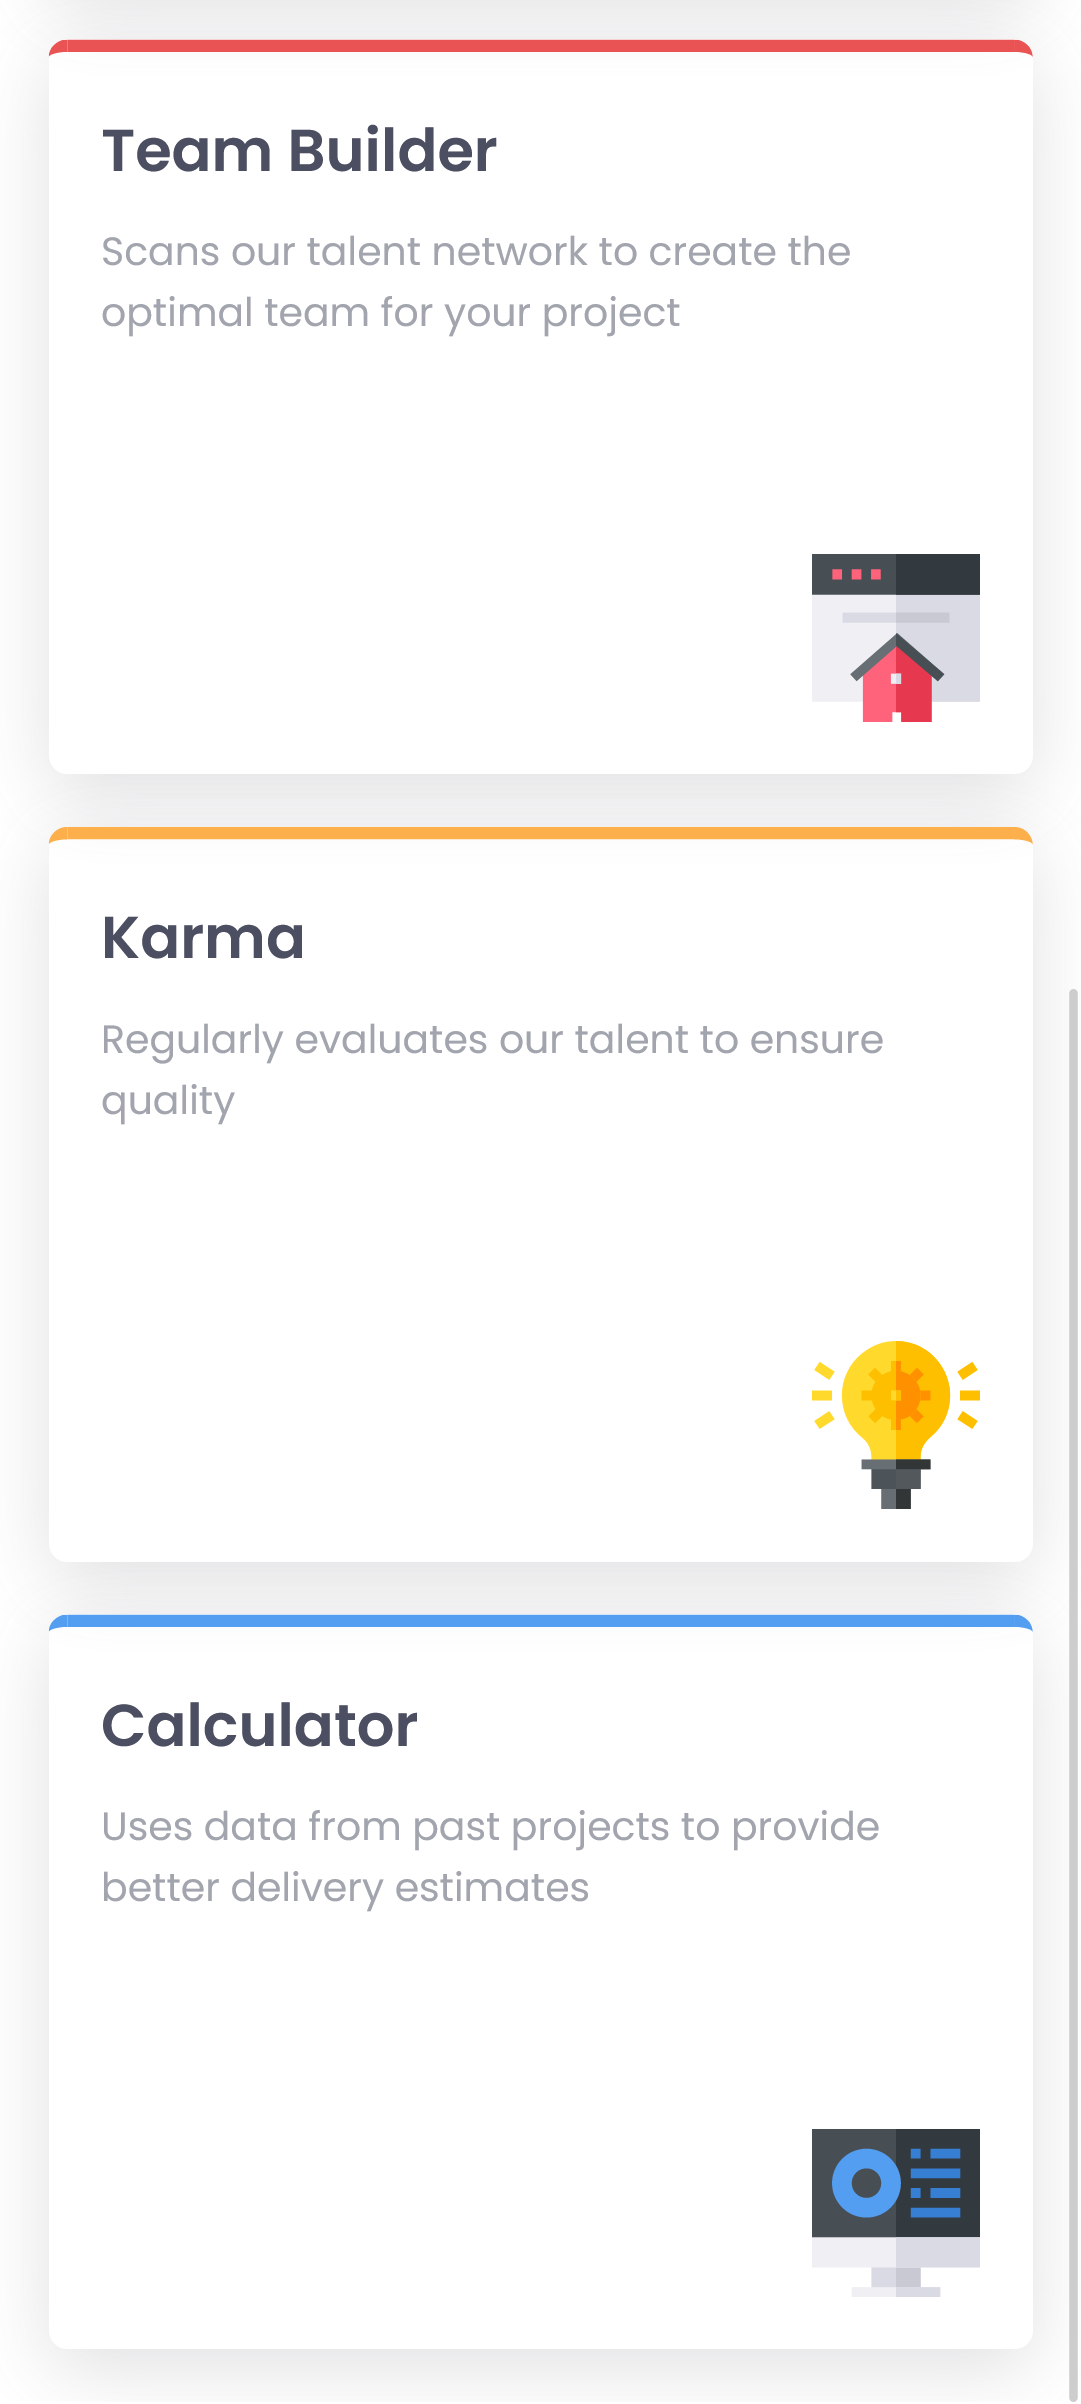 Team Builder
Scans our talent network to create the
optimal team for your project
Karma
Regularly evaluates our talent to ensure
quality
Calculator
Uses data from past projects to provide
better delivery estimates